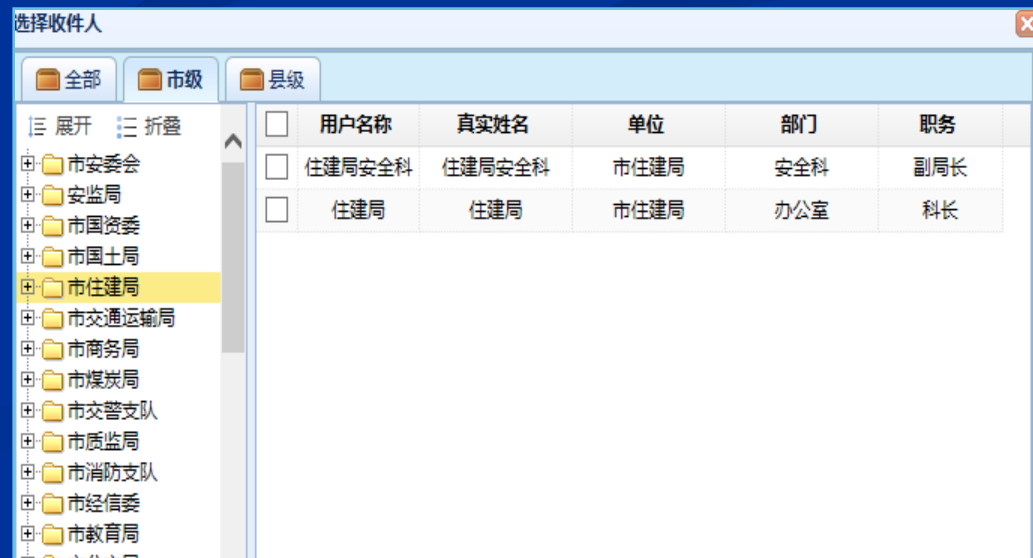 选择收件人
全部 市级 县级
展开 折叠
市安委会
安监局
市国资委
市国土局
市住建局
市交通运输局
市商务局
市煤炭局
市交警支队
市质监局
市消防支队
市经信委
市教育局
用户名称 真实姓名 单位 部门 职务
住建局安全科 住建局安全科 市住建局 安全科 副局长
住建局 住建局 市住建局 办公室 科长